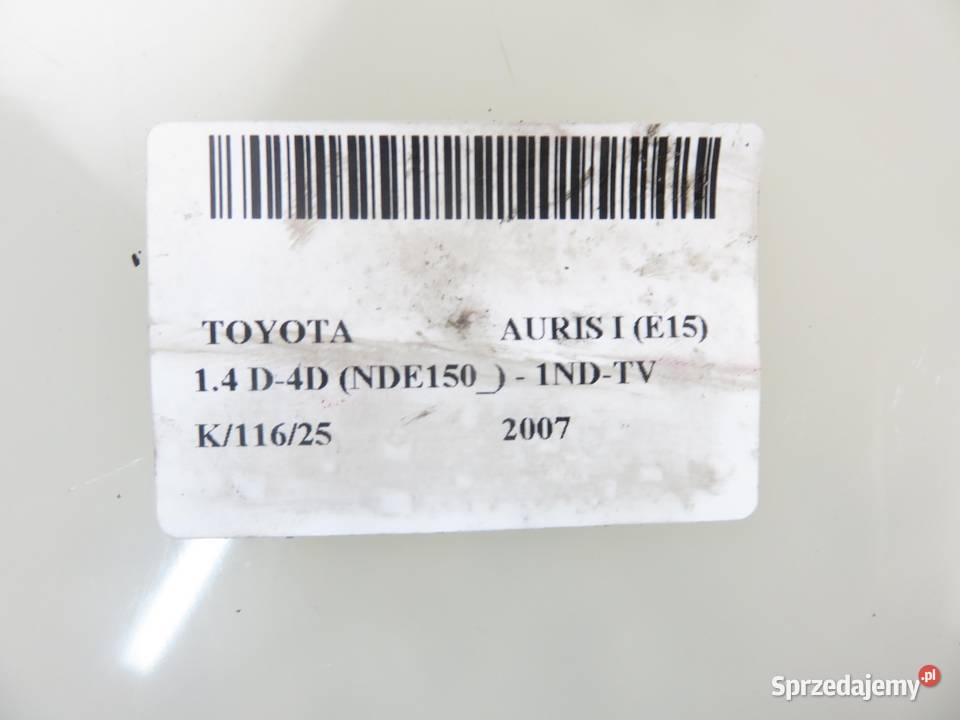 TOYOTA AURIS I (E15)
1.4 D-4D (NDE150_) - 1ND-TV
K/116/25 2007
Sprzedajemy.pl